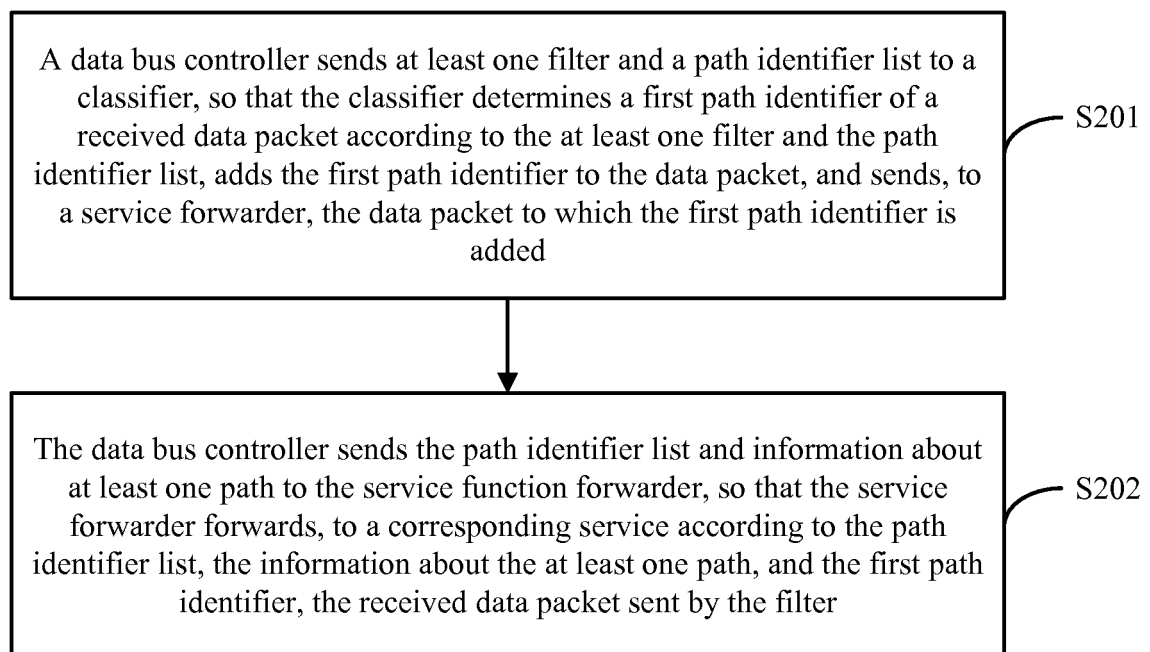 A data bus controller sends at least one filter and a path identifier list to a
classifier, so that the classifier determines a first path identifier of a
received data packet according to the at least one filter and the path
identifier list, adds the first path identifier to the data packet, and sends, to
a service forwarder, the data packet to which the first path identifier is
added
S201
The data bus controller sends the path identifier list and information about
at least one path to the service function forwarder, so that the service
forwarder forwards, to a corresponding service according to the path
identifier list, the information about the at least one path, and the first path
identifier, the received data packet sent by the filter
S202